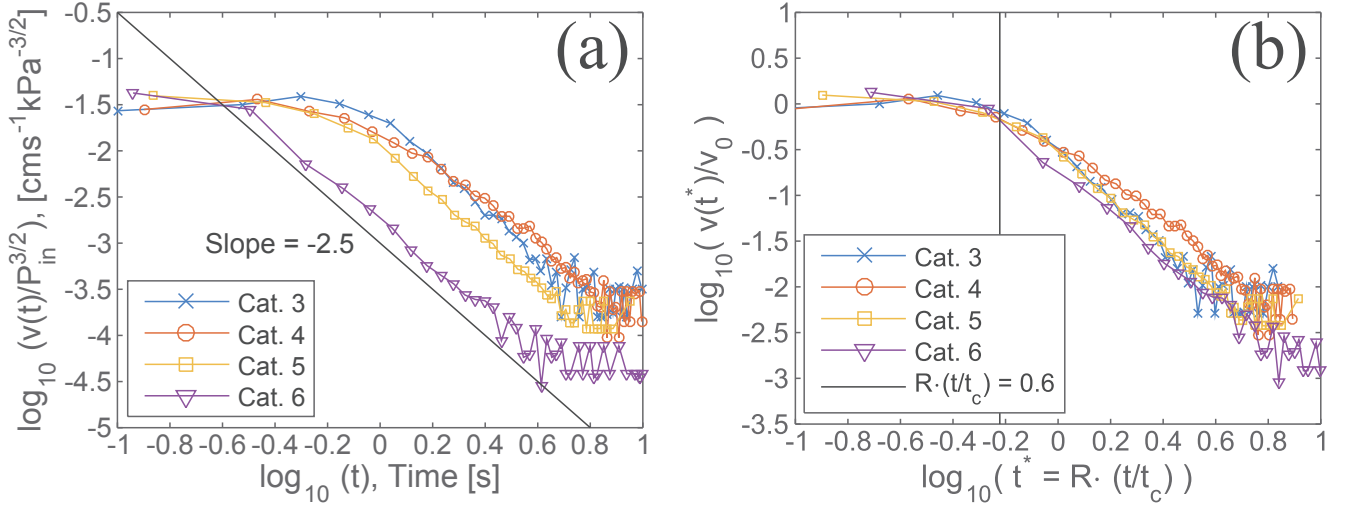 (a)
log₁₀ (v(t)/P_in^3/2), [cms⁻¹kPa⁻³/²]
-0.5
-1
-1.5
-2
-2.5
-3
-3.5
-4
-4.5
-5
Slope = -2.5
Cat. 3
Cat. 4
Cat. 5
Cat. 6
-1 -0.8 -0.6 -0.4 -0.2 0 0.2 0.4 0.6 0.8 1
log₁₀ (t), Time [s]
(b)
log₁₀( v(t*)/v₀ )
1
0.5
0
-0.5
-1
-1.5
-2
-2.5
-3
-3.5
Cat. 3
Cat. 4
Cat. 5
Cat. 6
R·(t/t_c) = 0.6
-1 -0.8 -0.6 -0.4 -0.2 0 0.2 0.4 0.6 0.8 1
log₁₀( t* = R· (t/t_c) )